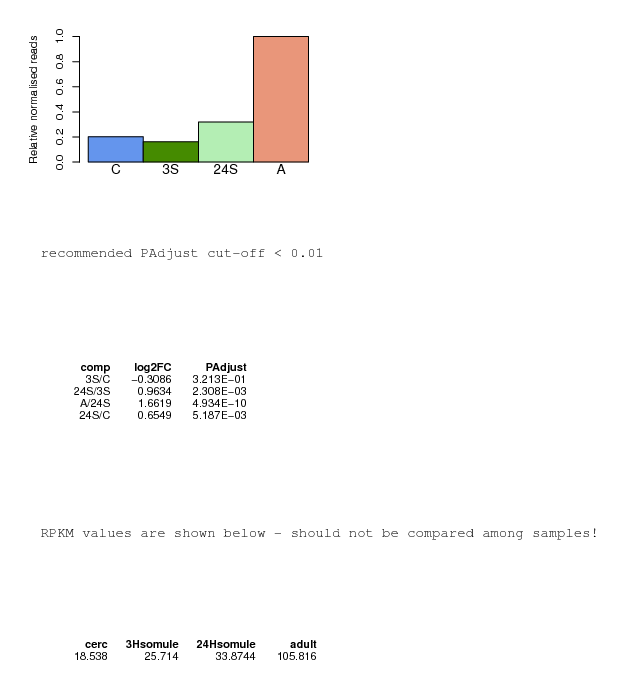 Relative normalised reads
1.0
0.8
0.6
0.4
0.2
0.0
C 3S 24S A
recommended PAdjust cut-off < 0.01
comp log2FC PAdjust
3S/C −0.3086 3.213E−01
24S/3S 0.9634 2.308E−03
A/24S 1.6619 4.934E−10
24S/C 0.6549 5.187E−03
RPKM values are shown below - should not be compared among samples!
cerc 3Hsomule 24Hsomule adult
18.538 25.714 33.8744 105.816